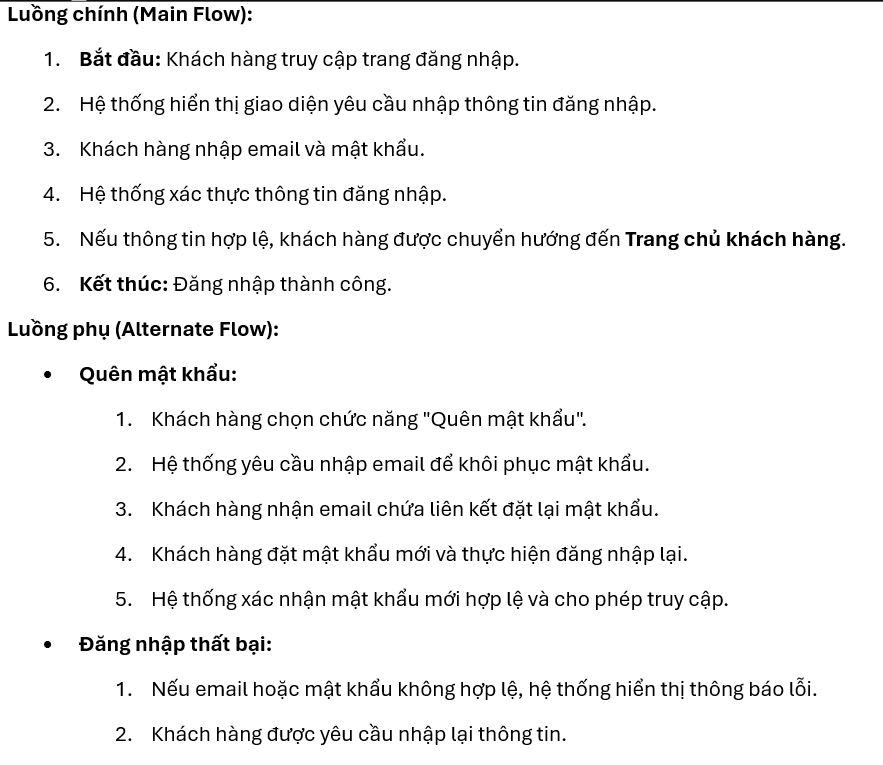 Luồng chính (Main Flow):
1. Bắt đầu: Khách hàng truy cập trang đăng nhập.
2. Hệ thống hiển thị giao diện yêu cầu nhập thông tin đăng nhập.
3. Khách hàng nhập email và mật khẩu.
4. Hệ thống xác thực thông tin đăng nhập.
5. Nếu thông tin hợp lệ, khách hàng được chuyển hướng đến Trang chủ khách hàng.
6. Kết thúc: Đăng nhập thành công.
Luồng phụ (Alternate Flow):
• Quên mật khẩu:
1. Khách hàng chọn chức năng "Quên mật khẩu".
2. Hệ thống yêu cầu nhập email để khôi phục mật khẩu.
3. Khách hàng nhận email chứa liên kết đặt lại mật khẩu.
4. Khách hàng đặt mật khẩu mới và thực hiện đăng nhập lại.
5. Hệ thống xác nhận mật khẩu mới hợp lệ và cho phép truy cập.
• Đăng nhập thất bại:
1. Nếu email hoặc mật khẩu không hợp lệ, hệ thống hiển thị thông báo lỗi.
2. Khách hàng được yêu cầu nhập lại thông tin.